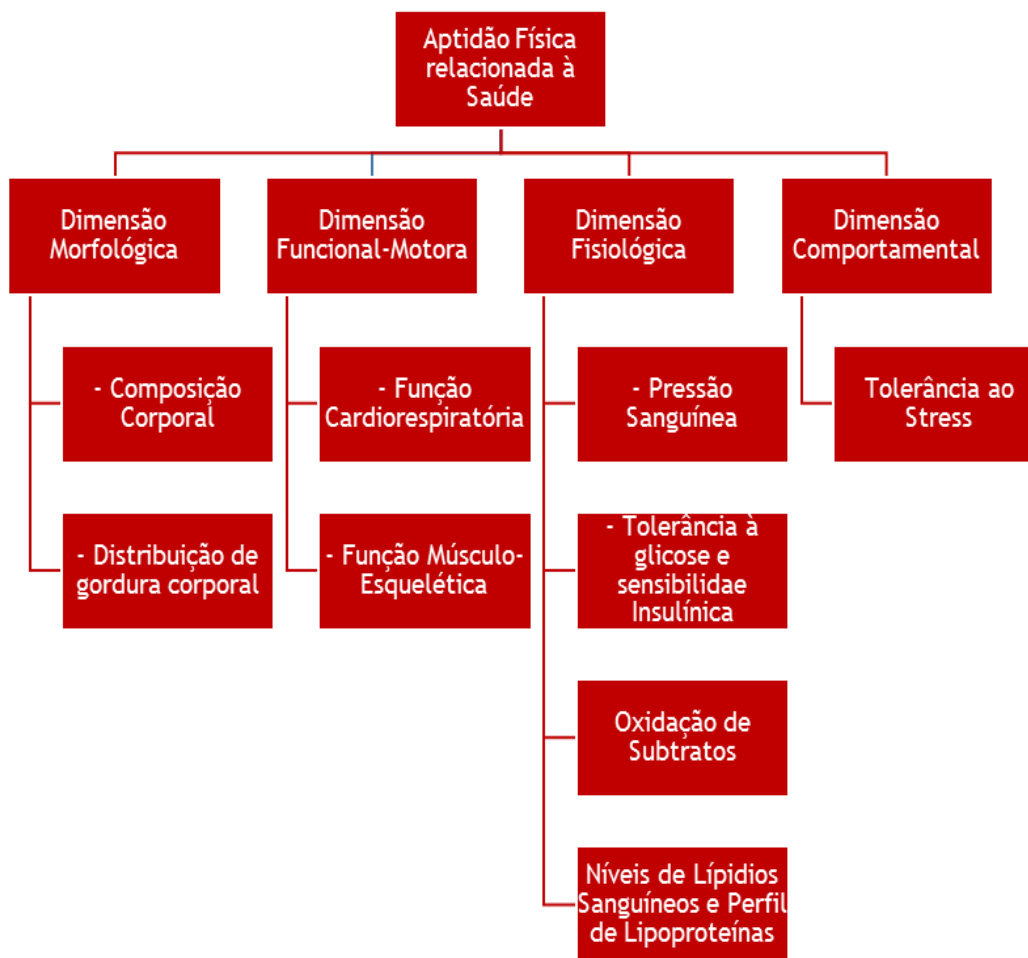 Aptidão Física
relacionada à
Saúde
Dimensão
Morfológica
Dimensão
Funcional-Motora
Dimensão
Fisiológica
Dimensão
Comportamental
- Composição
Corporal
- Função
Cardiorespiratória
- Pressão
Sanguínea
Tolerância ao
Stress
- Distribuição de
gordura corporal
- Função Músculo-
Esquelética
- Tolerância à
glicose e
sensibilidae
Insulínica
Oxidação de
Subtratos
Níveis de Lípidios
Sanguíneos e Perfil
de Lipoproteínas